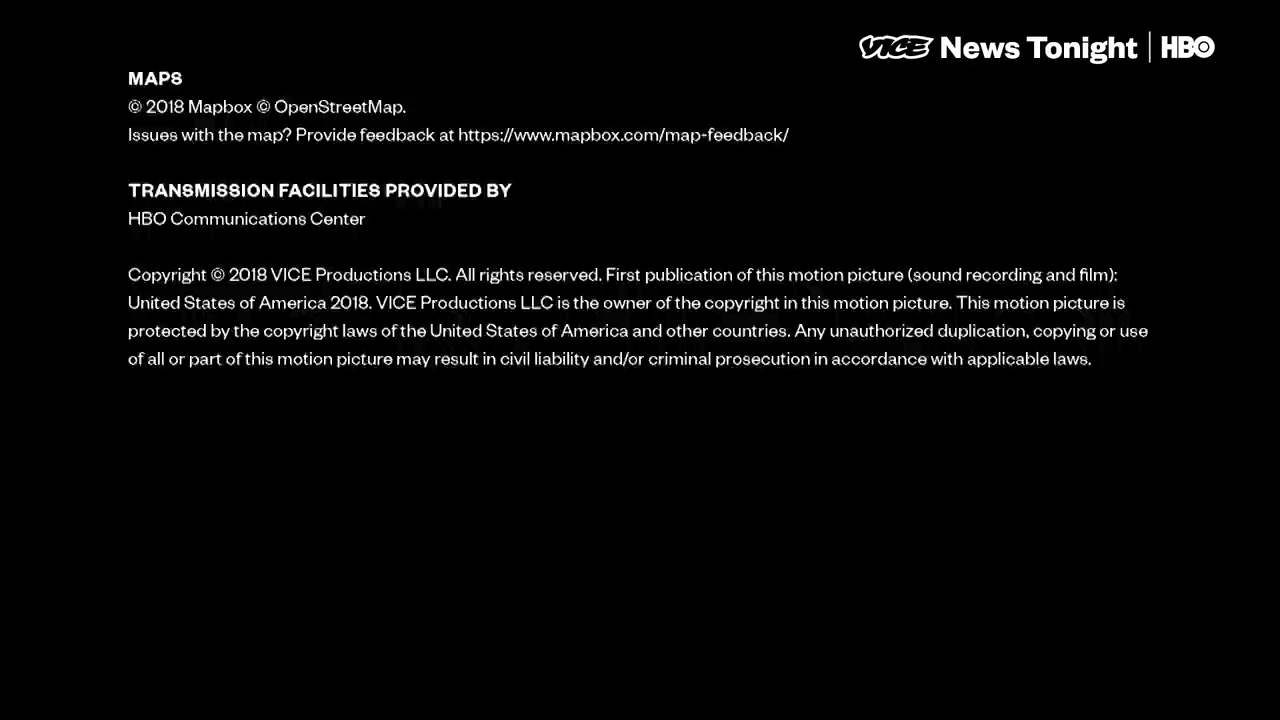 VICE News Tonight | HBO
MAPS
© 2018 Mapbox © OpenStreetMap.
Issues with the map? Provide feedback at https://www.mapbox.com/map-feedback/
TRANSMISSION FACILITIES PROVIDED BY
HBO Communications Center
Copyright © 2018 VICE Productions LLC. All rights reserved. First publication of this motion picture (sound recording and film):
United States of America 2018. VICE Productions LLC is the owner of the copyright in this motion picture. This motion picture is
protected by the copyright laws of the United States of America and other countries. Any unauthorized duplication, copying or use
of all or part of this motion picture may result in civil liability and/or criminal prosecution in accordance with applicable laws.